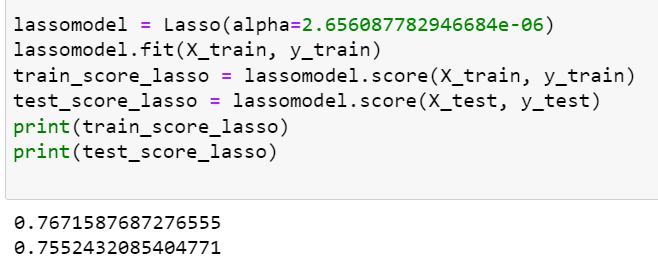 lassomodel = Lasso(alpha=2.656087782946684e-06)
lassomodel.fit(X_train, y_train)
train_score_lasso = lassomodel.score(X_train, y_train)
test_score_lasso = lassomodel.score(X_test, y_test)
print(train_score_lasso)
print(test_score_lasso)
0.7671587687276555
0.7552432085404771